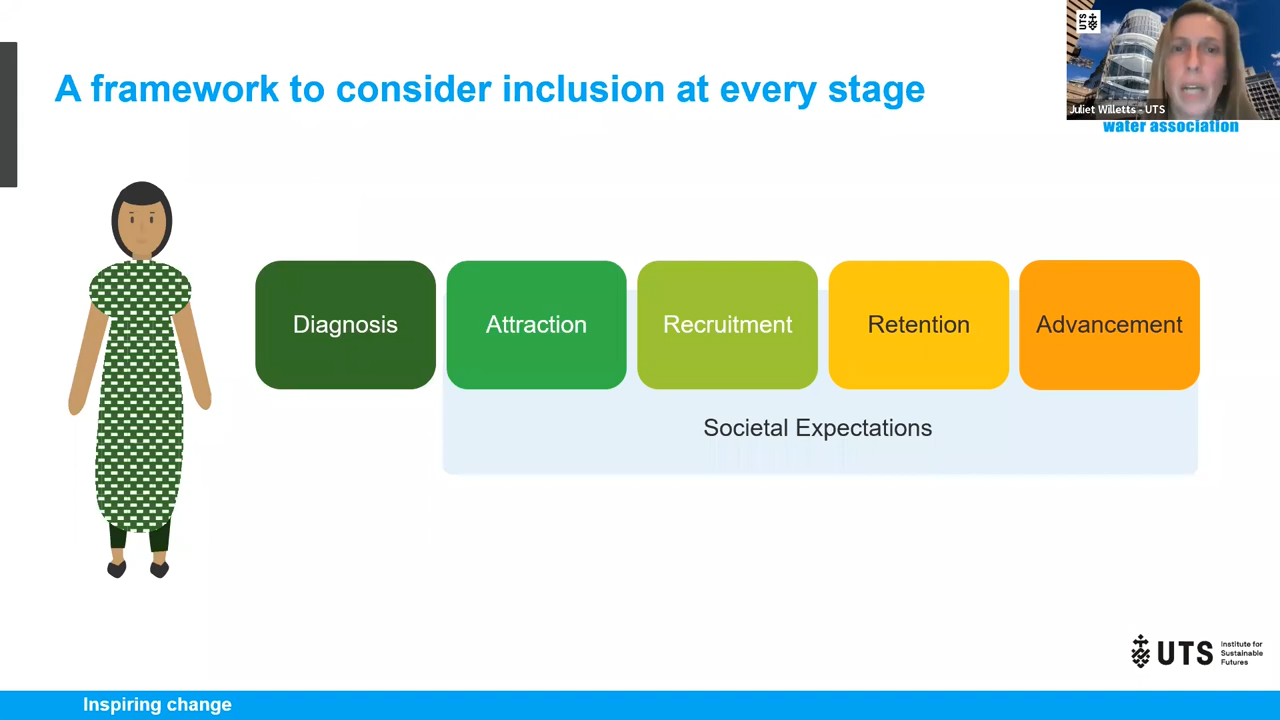 A framework to consider inclusion at every stage
UTS
Juliet Willetts - UTS
water association
Diagnosis
Attraction
Recruitment
Retention
Advancement
Societal Expectations
UTS
Institute for
Sustainable
Futures
Inspiring change